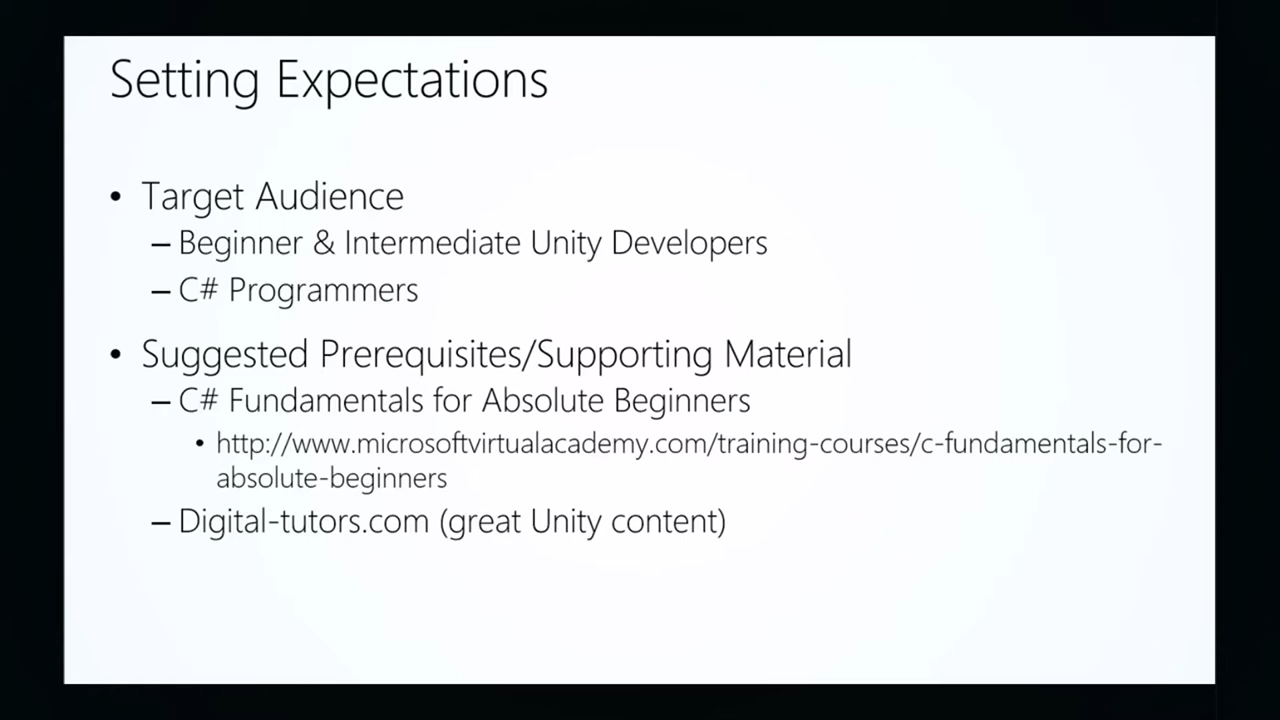 Setting Expectations
• Target Audience
– Beginner & Intermediate Unity Developers
– C# Programmers
• Suggested Prerequisites/Supporting Material
– C# Fundamentals for Absolute Beginners
• http://www.microsoftvirtualacademy.com/training-courses/c-fundamentals-for-
absolute-beginners
– Digital-tutors.com (great Unity content)